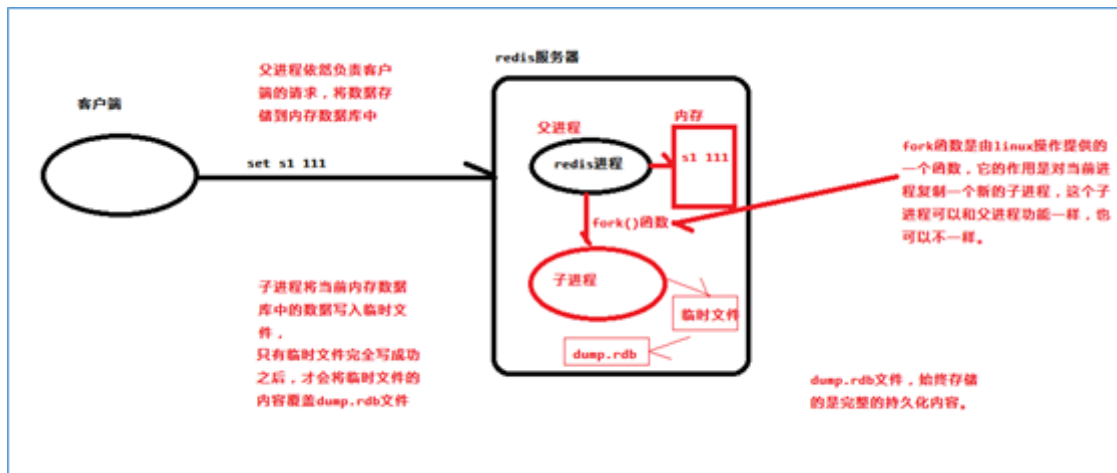 redis服务器
父进程依然负责客户
端的请求，将数据存
储到内存数据库中
客户端
set s1 111
父进程
redis进程
内存
s1 111
fork()函数
fork函数是由linux操作提供的
一个函数，它的作用是对当前进
程复制一个新的子进程，这个子
进程可以和父进程功能一样，也
可以不一样。
子进程
临时文件
dump.rdb
子进程将当前内存数据
库中的数据写入临时文
件，
只有临时文件完全写成功
之后，才会将临时文件的
内容覆盖dump.rdb文件
dump.rdb文件，始终存储
的是完整的持久化内容。